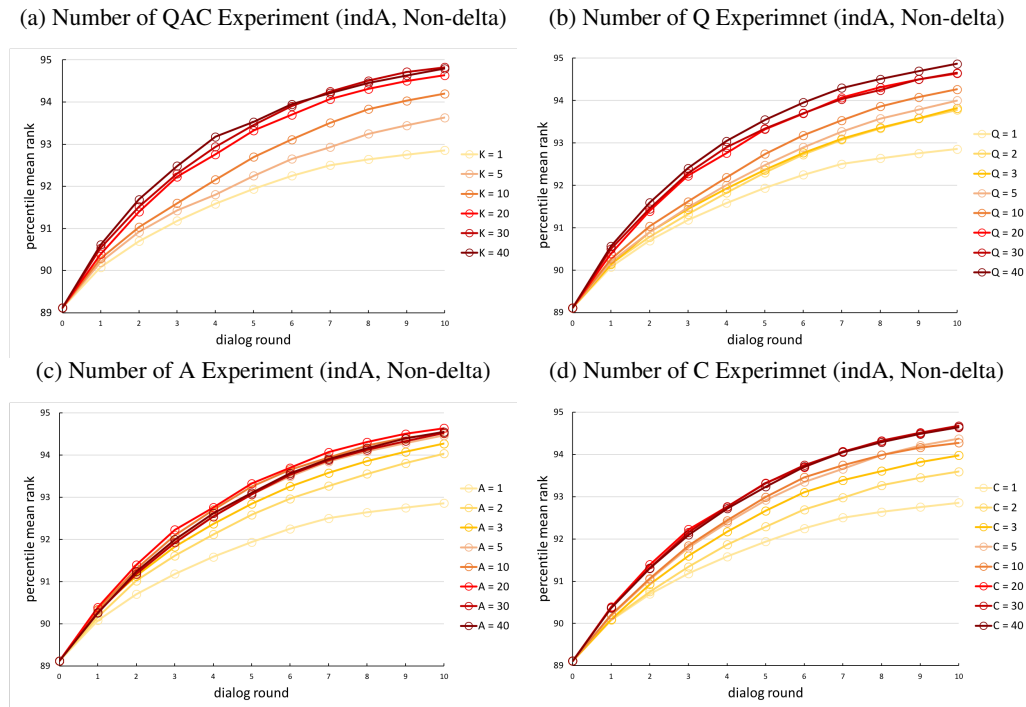 (a) Number of QAC Experiment (indA, Non-delta)
95
94
93
92
91
90
89
percentile mean rank
0 1 2 3 4 5 6 7 8 9 10
dialog round
K = 1
K = 5
K = 10
K = 20
K = 30
K = 40
(b) Number of Q Experimnet (indA, Non-delta)
95
94
93
92
91
90
89
percentile mean rank
0 1 2 3 4 5 6 7 8 9 10
dialog round
Q = 1
Q = 2
Q = 3
Q = 5
Q = 10
Q = 20
Q = 30
Q = 40
(c) Number of A Experiment (indA, Non-delta)
95
94
93
92
91
90
89
percentile mean rank
0 1 2 3 4 5 6 7 8 9 10
dialog round
A = 1
A = 2
A = 3
A = 5
A = 10
A = 20
A = 30
A = 40
(d) Number of C Experimnet (indA, Non-delta)
95
94
93
92
91
90
89
percentile mean rank
0 1 2 3 4 5 6 7 8 9 10
dialog round
C = 1
C = 2
C = 3
C = 5
C = 10
C = 20
C = 30
C = 40